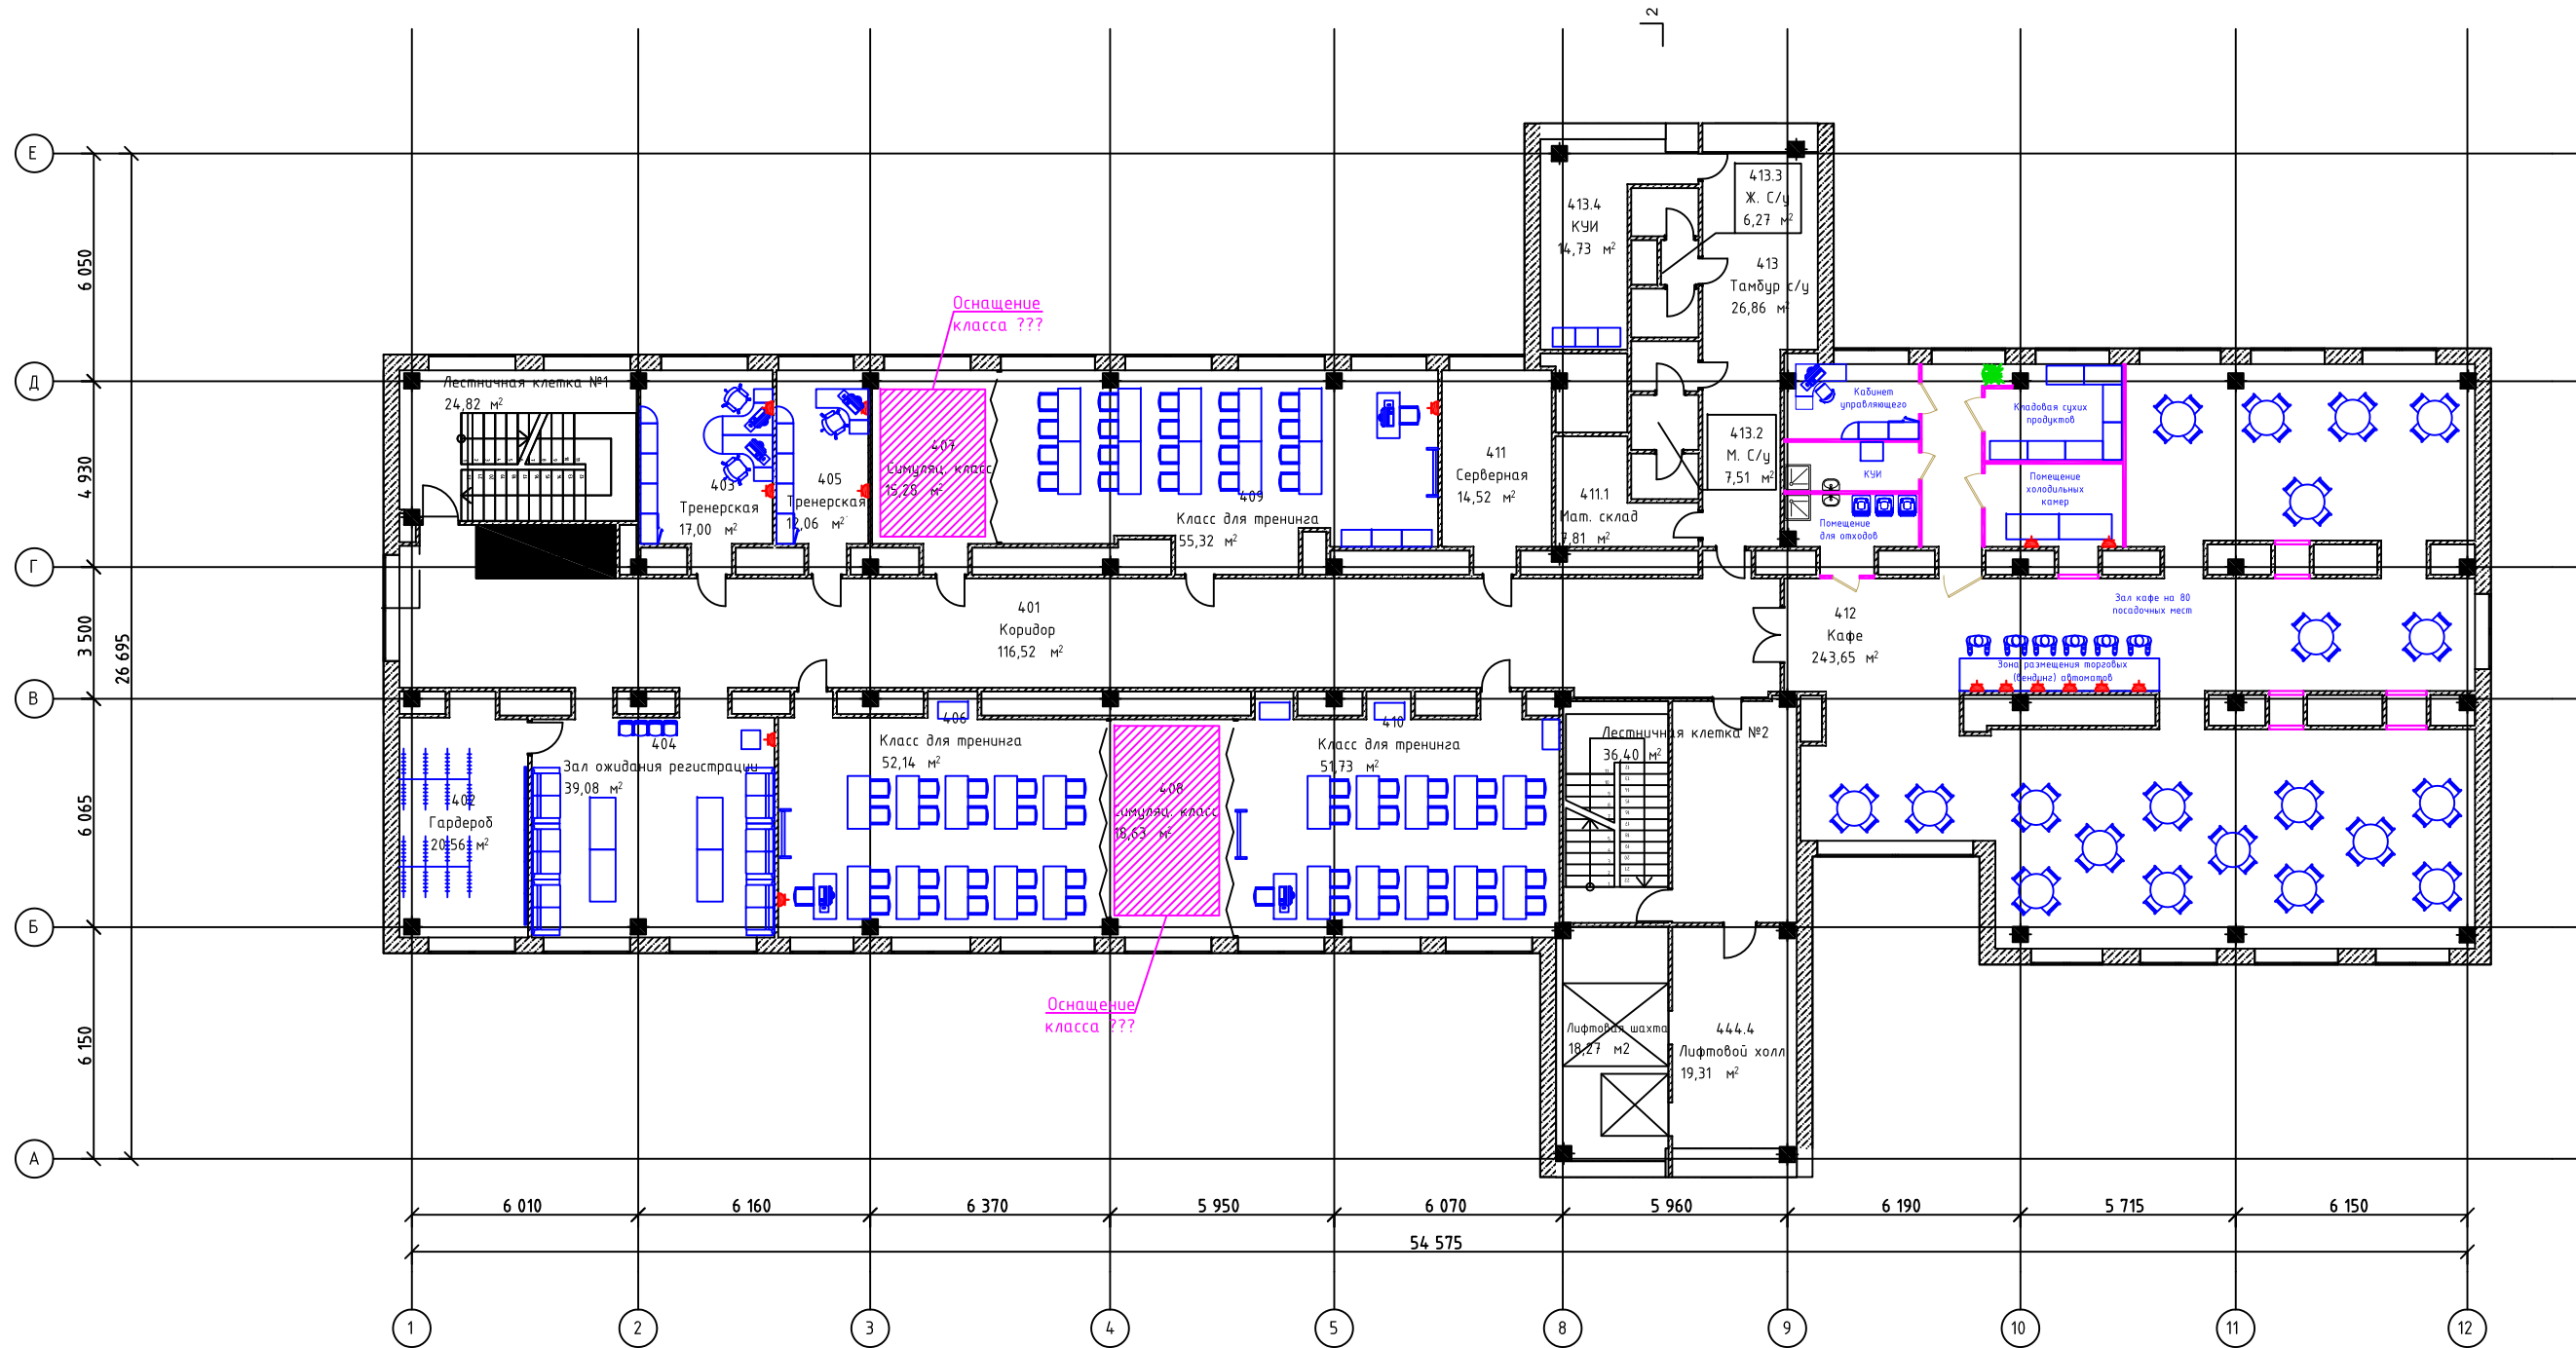 2
Е
Д
Г
В
Б
А
6 050
4 930
3 500
6 065
6 150
26 695
413.4
КУИ
14,73 м²
413.3
Ж. С/у
6,27 м²
413
Тамбур с/у
26,86 м²
Оснащение
класса ???
Лестничная клетка №1
24,82 м²
403
Тренерская
17,00 м²
405
Тренерская
12,06 м²
407
Симуляц. класс
15,28 м²
409
Класс для тренинга
55,32 м²
411
Серверная
14,52 м²
411.1
Мат. склад
7,81 м²
413.2
М. С/у
7,51 м²
Кабинет
управляющего
КУИ
Помещение
для отходов
Кладовая сухих
продуктов
Помещение
холодильных
камер
401
Коридор
116,52 м²
412
Кафе
243,65 м²
Зал кафе на 80
посадочных мест
Зона размещения торговых
(вендинг) автоматов
402
Гардероб
20,56 м²
404
Зал ожидания регистрации
39,08 м²
406
Класс для тренинга
52,14 м²
408
Симуляц. класс
18,63 м²
410
Класс для тренинга
51,73 м²
Лестничная клетка №2
36,40 м²
Оснащение
класса ???
Лифтовая шахта
18,27 м2
444.4
Лифтовой холл
19,31 м²
6 010
6 160
6 370
5 950
6 070
5 960
6 190
5 715
6 150
54 575
1
2
3
4
5
8
9
10
11
12